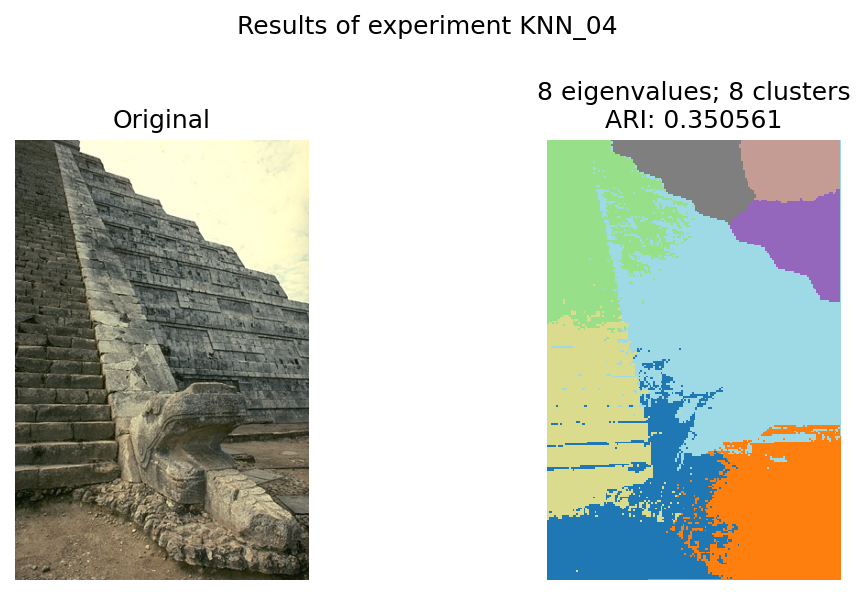 Results of experiment KNN_04
Original
8 eigenvalues; 8 clusters
ARI: 0.350561